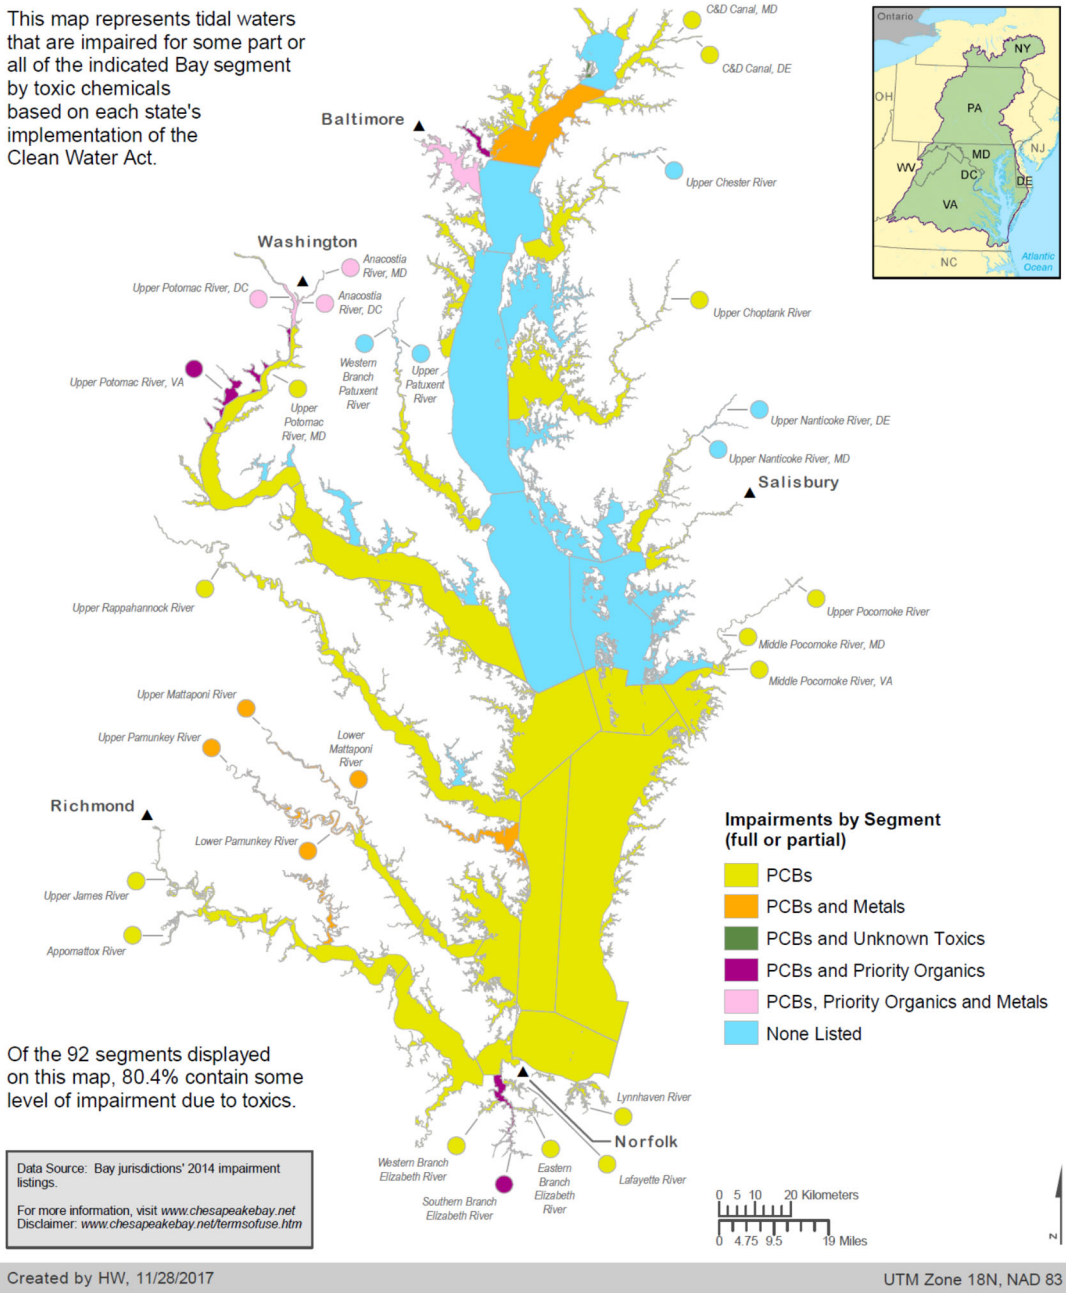 This map represents tidal waters
that are impaired for some part or
all of the indicated Bay segment
by toxic chemicals
based on each state's
implementation of the
Clean Water Act.
C&D Canal, MD
C&D Canal, DE
Ontario
NY
OH
PA
NJ
MD
WV
DC
DE
VA
NC
Atlantic
Ocean
Baltimore
Upper Chester River
Washington
Anacostia
River, MD
Upper Potomac River, DC
Anacostia
River, DC
Upper Choptank River
Western
Branch
Patuxent
River
Upper
Patuxent
River
Upper Potomac River, VA
Upper
Potomac
River, MD
Upper Nanticoke River, DE
Upper Nanticoke River, MD
Salisbury
Upper Rappahannock River
Upper Pocomoke River
Middle Pocomoke River, MD
Middle Pocomoke River, VA
Upper Mattaponi River
Upper Pamunkey River
Lower
Mattaponi
River
Richmond
Lower Pamunkey River
Upper James River
Appomattox River
Impairments by Segment
(full or partial)
PCBs
PCBs and Metals
PCBs and Unknown Toxics
PCBs and Priority Organics
PCBs, Priority Organics and Metals
None Listed
Of the 92 segments displayed
on this map, 80.4% contain some
level of impairment due to toxics.
Lynnhaven River
Norfolk
Western Branch
Elizabeth River
Southern Branch
Elizabeth River
Eastern
Branch
Elizabeth
River
Lafayette River
Data Source: Bay jurisdictions' 2014 impairment
listings.
For more information, visit www.chesapeakebay.net
Disclaimer: www.chesapeakebay.net/termsofuse.htm
0 5 10 20 Kilometers
0 4.75 9.5 19 Miles
N
Created by HW, 11/28/2017
UTM Zone 18N, NAD 83